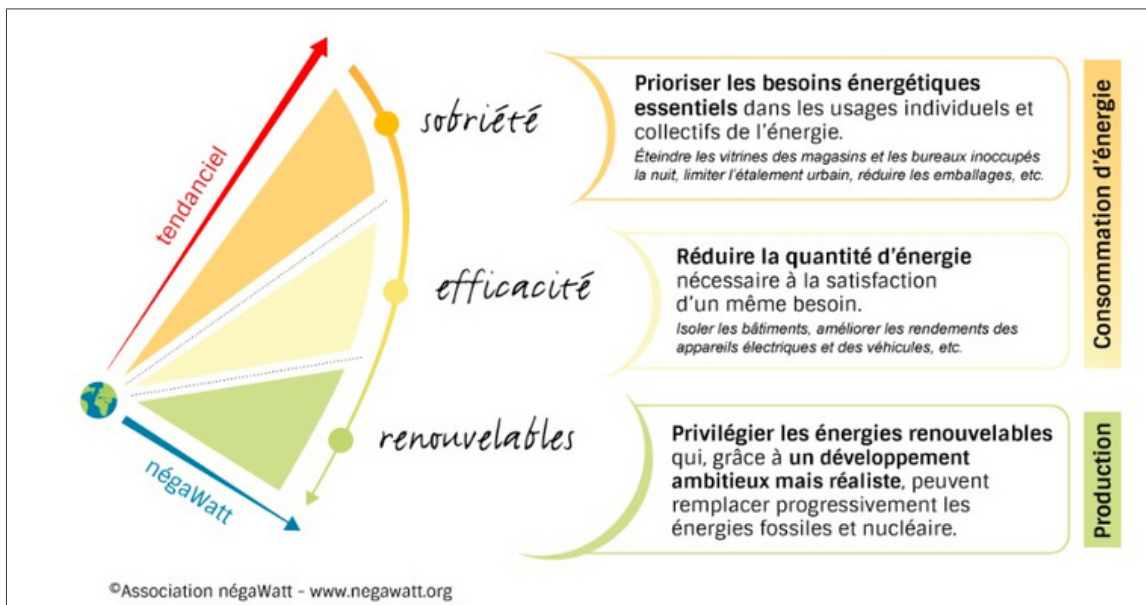 tendanciel
négaWatt
sobriété
Prioriser les besoins énergétiques
essentiels dans les usages individuels et
collectifs de l'énergie.
Éteindre les vitrines des magasins et les bureaux inoccupés
la nuit, limiter l'étalement urbain, réduire les emballages, etc.
efficacité
Réduire la quantité d'énergie
nécessaire à la satisfaction
d'un même besoin.
Isoler les bâtiments, améliorer les rendements des
appareils électriques et des véhicules, etc.
Consommation d'énergie
renouvelables
Privilégier les énergies renouvelables
qui, grâce à un développement
ambitieux mais réaliste, peuvent
remplacer progressivement les
énergies fossiles et nucléaire.
Production
©Association négaWatt - www.negawatt.org